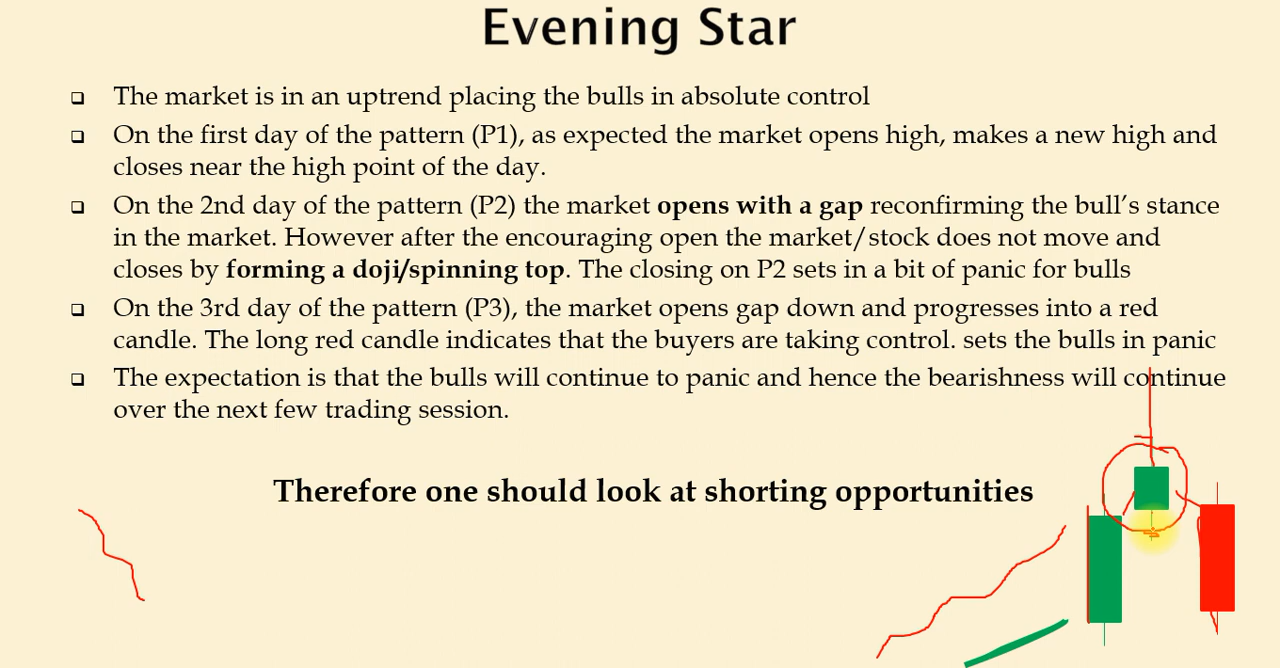 Evening Star
❑ The market is in an uptrend placing the bulls in absolute control
❑ On the first day of the pattern (P1), as expected the market opens high, makes a new high and
closes near the high point of the day.
❑ On the 2nd day of the pattern (P2) the market opens with a gap reconfirming the bull’s stance
in the market. However after the encouraging open the market/stock does not move and
closes by forming a doji/spinning top. The closing on P2 sets in a bit of panic for bulls
❑ On the 3rd day of the pattern (P3), the market opens gap down and progresses into a red
candle. The long red candle indicates that the buyers are taking control. sets the bulls in panic
❑ The expectation is that the bulls will continue to panic and hence the bearishness will continue
over the next few trading session.
Therefore one should look at shorting opportunities